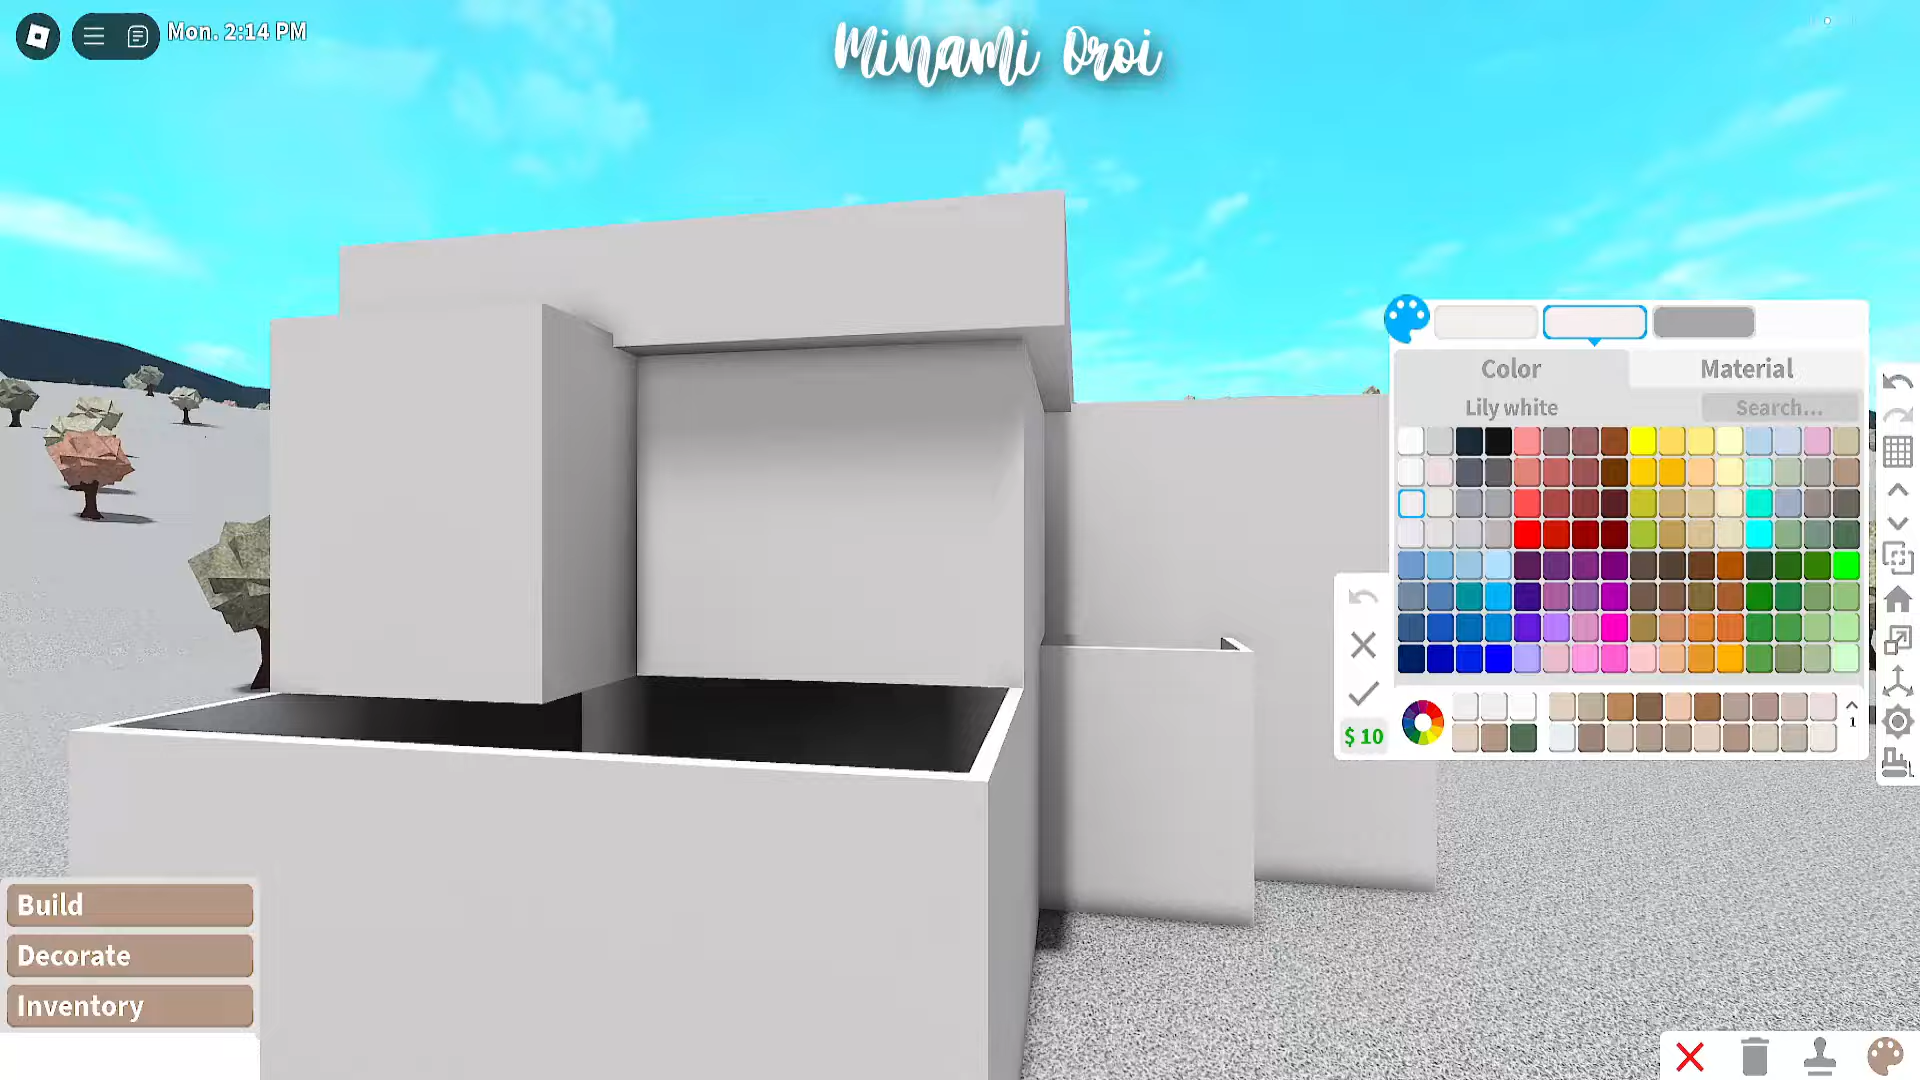 Mon. 2:14 PM
Minami Oroi
Color
Material
Lily white
Search...
$ 10
1
Build
Decorate
Inventory